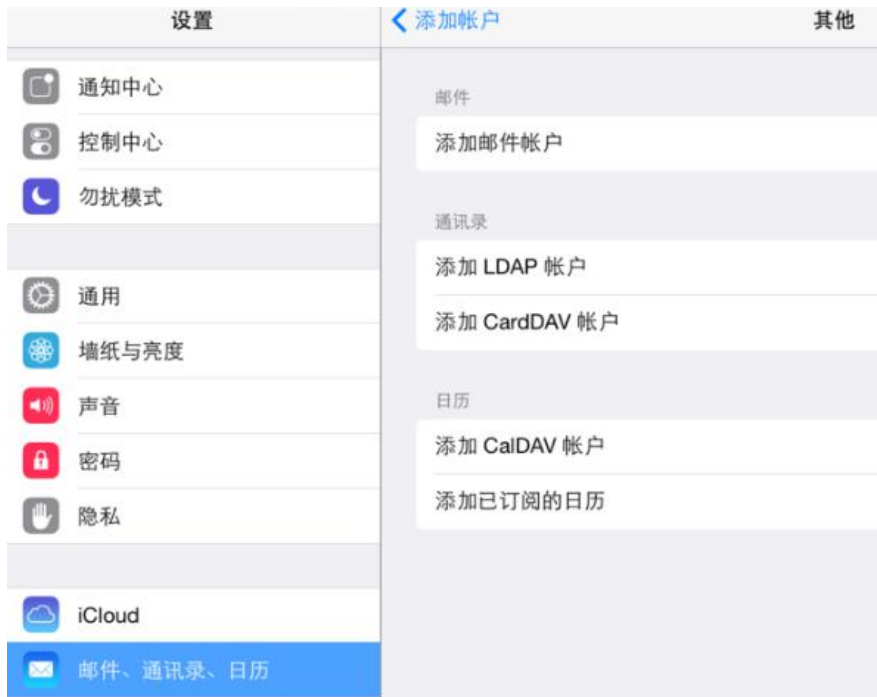 设置
通知中心
控制中心
勿扰模式
通用
墙纸与亮度
声音
密码
隐私
iCloud
邮件、通讯录、日历
添加帐户
其他
邮件
添加邮件帐户
通讯录
添加 LDAP 帐户
添加 CardDAV 帐户
日历
添加 CalDAV 帐户
添加已订阅的日历